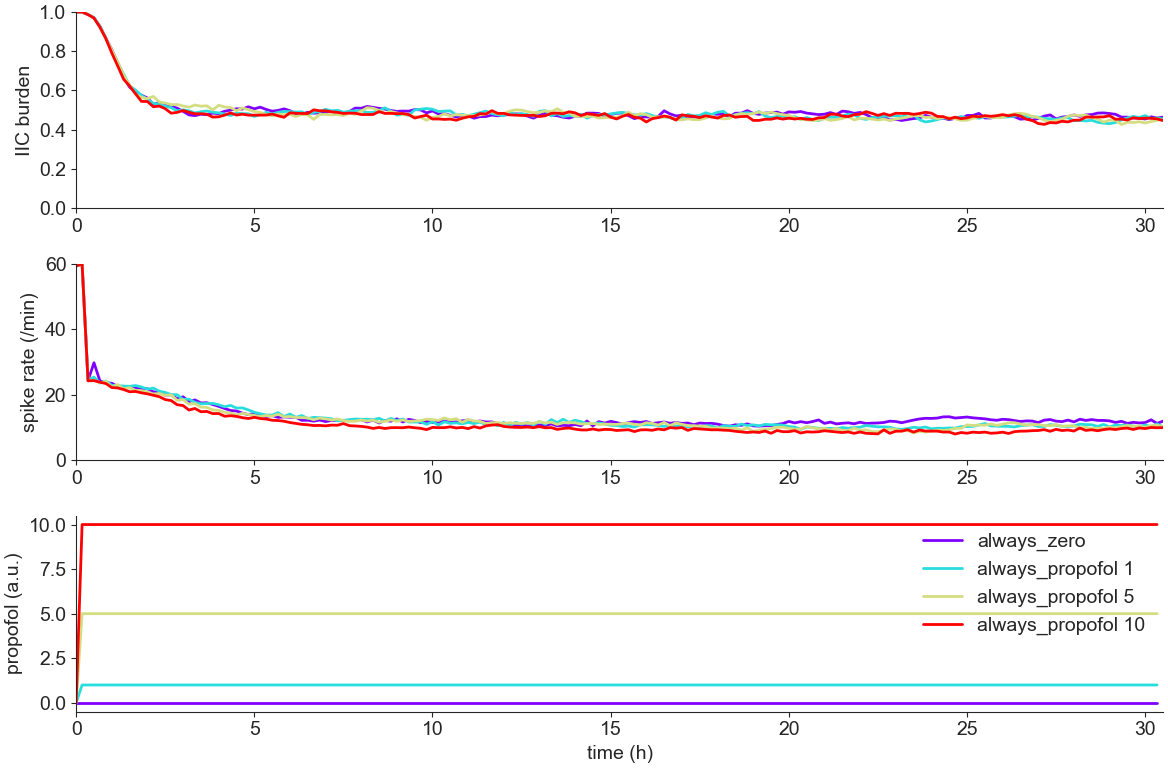 IIC burden
1.0
0.8
0.6
0.4
0.2
0.0
0 5 10 15 20 25 30
spike rate (/min)
60
40
20
0
0 5 10 15 20 25 30
propofol (a.u.)
10.0
7.5
5.0
2.5
0.0
always_zero
always_propofol 1
always_propofol 5
always_propofol 10
0 5 10 15 20 25 30
time (h)